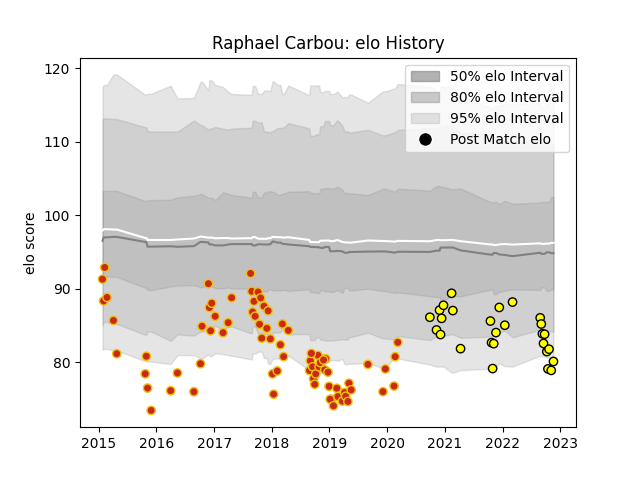 Raphael Carbou: elo History
elo score
120
110
100
90
80
50% elo Interval
80% elo Interval
95% elo Interval
Post Match elo
2015 2016 2017 2018 2019 2020 2021 2022 2023